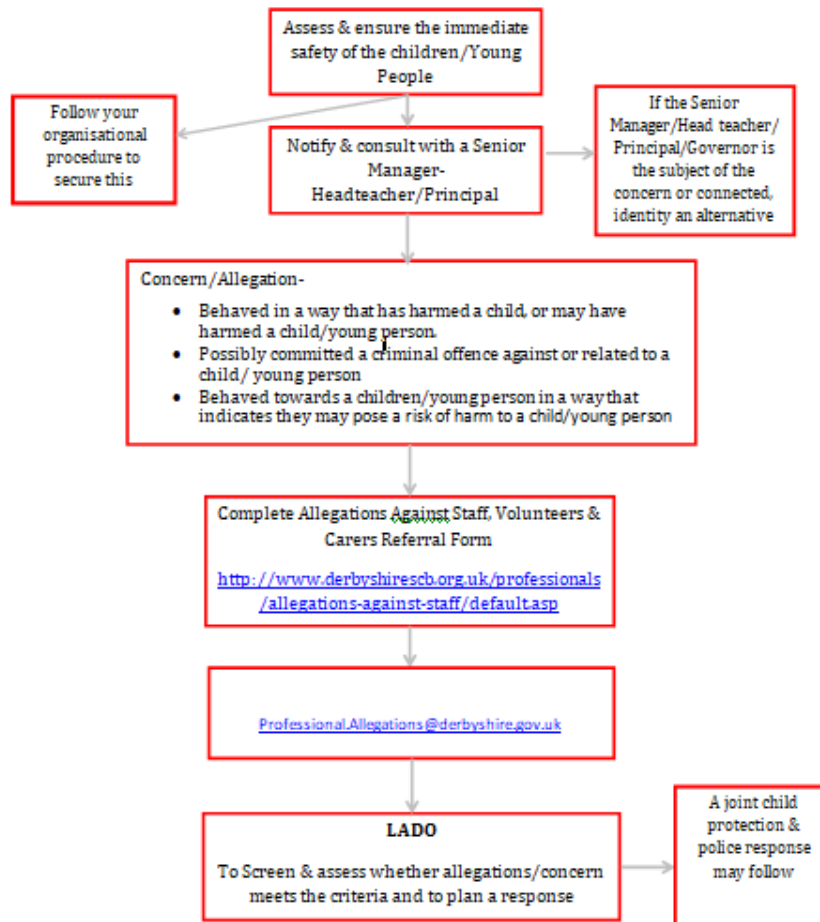 Assess & ensure the immediate
safety of the children/Young
People
Follow your
organisational
procedure to
secure this
Notify & consult with a Senior
Manager-
Headteacher/Principal
If the Senior
Manager/Head teacher/
Principal/Governor is
the subject of the
concern or connected,
identity an alternative
Concern/Allegation-
• Behaved in a way that has harmed a child, or may have
harmed a child/young person.
• Possibly committed a criminal offence against or related to a
child/ young person
• Behaved towards a children/young person in a way that
indicates they may pose a risk of harm to a child/young person
Complete Allegations Against Staff, Volunteers &
Carers Referral Form
http://www.derbyshirescb.org.uk/professionals
/allegations-against-staff/default.asp
Professional.Allegations@derbyshire.gov.uk
LADO
To Screen & assess whether allegations/concern
meets the criteria and to plan a response
A joint child
protection &
police response
may follow